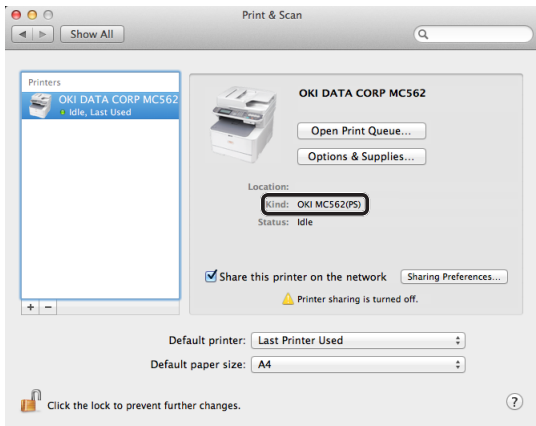 Print & Scan
Show All
Printers
OKI DATA CORP MC562
Idle, Last Used
+ −
OKI DATA CORP MC562
Open Print Queue...
Options & Supplies...
Location:
Kind: OKI MC562(PS)
Status: Idle
Share this printer on the network Sharing Preferences...
Printer sharing is turned off.
Default printer: Last Printer Used
Default paper size: A4
Click the lock to prevent further changes. ?